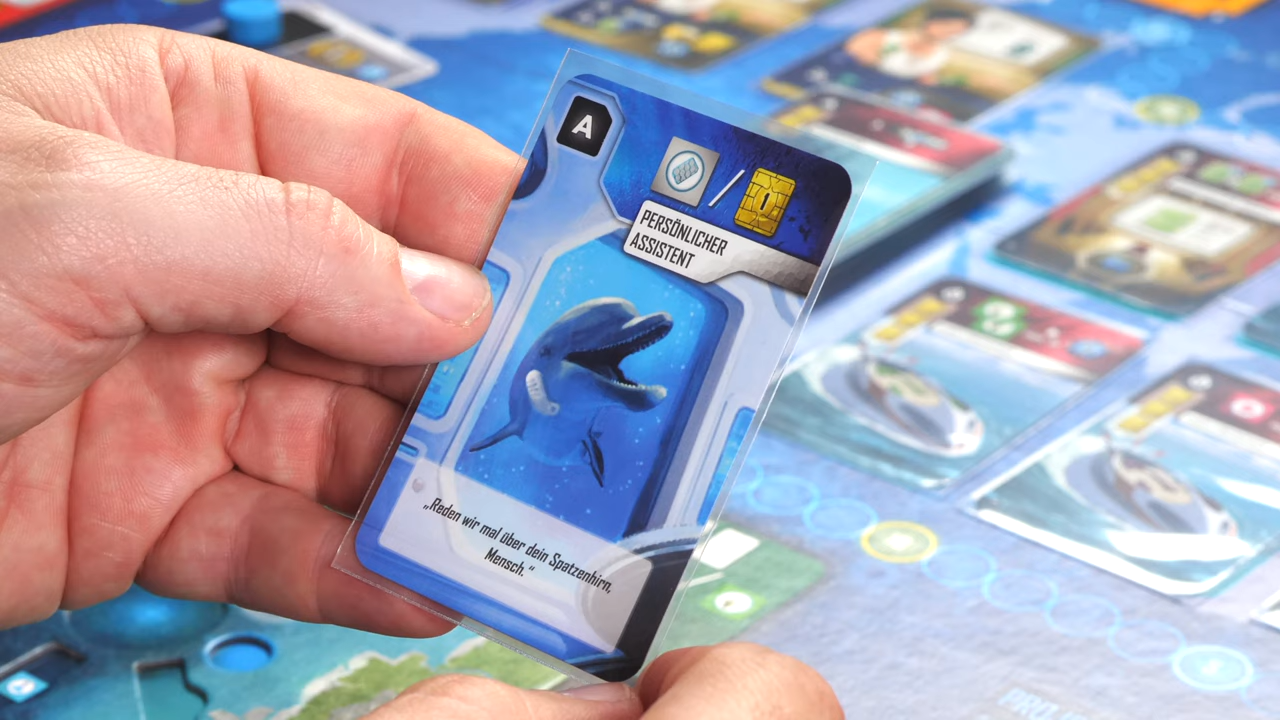 A
PERSÖNLICHER
ASSISTENT
„Reden wir mal über dein Spatzenhirn,
Mensch.“